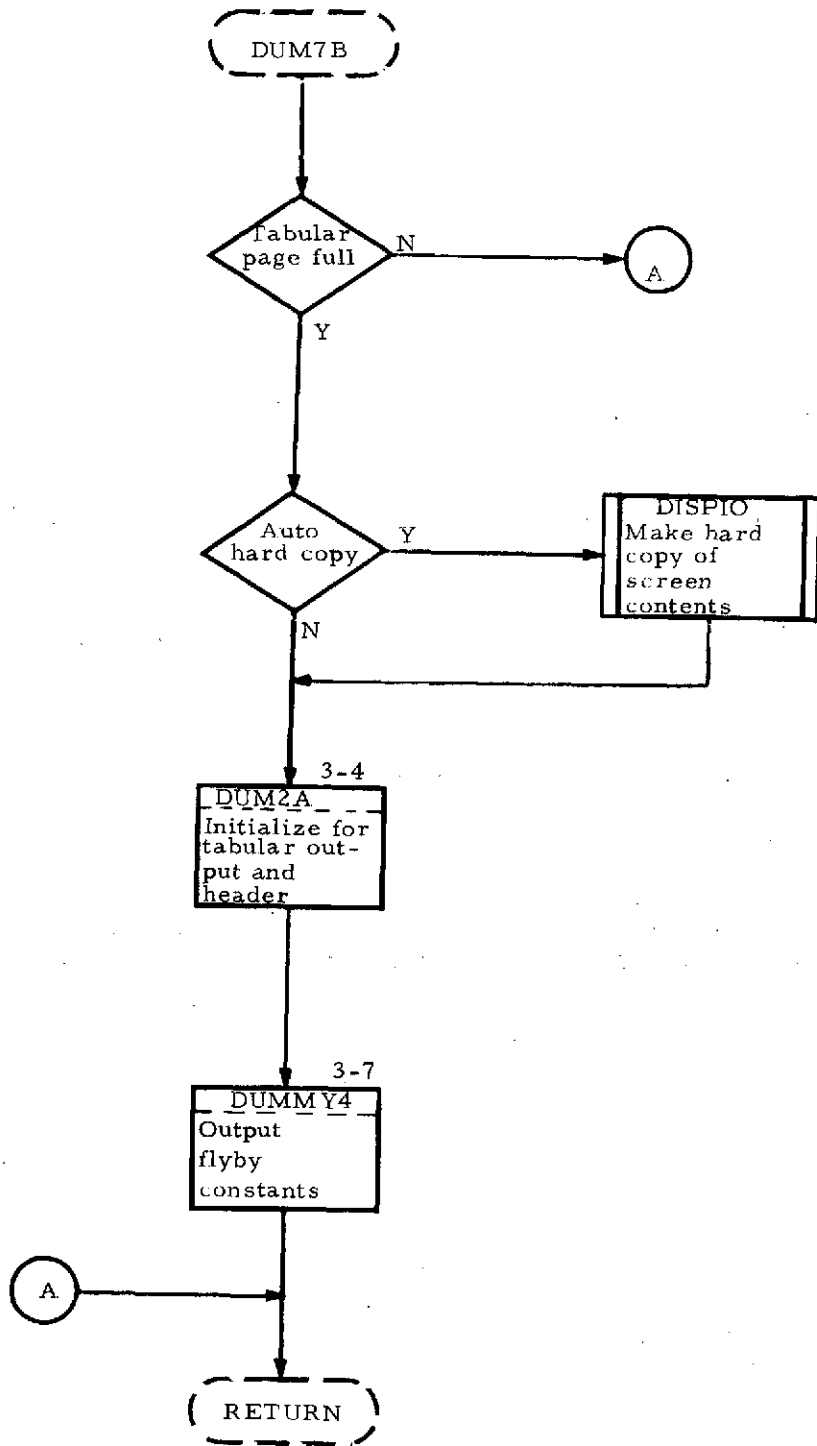 DUM7B
Tabular
page full
N
A
Y
Auto
hard copy
Y
DISPIO
Make hard
copy of
screen
contents
N
3-4
DUM2A
Initialize for
tabular out-
put and
header
3-7
DUMMY4
Output
flyby
constants
A
RETURN